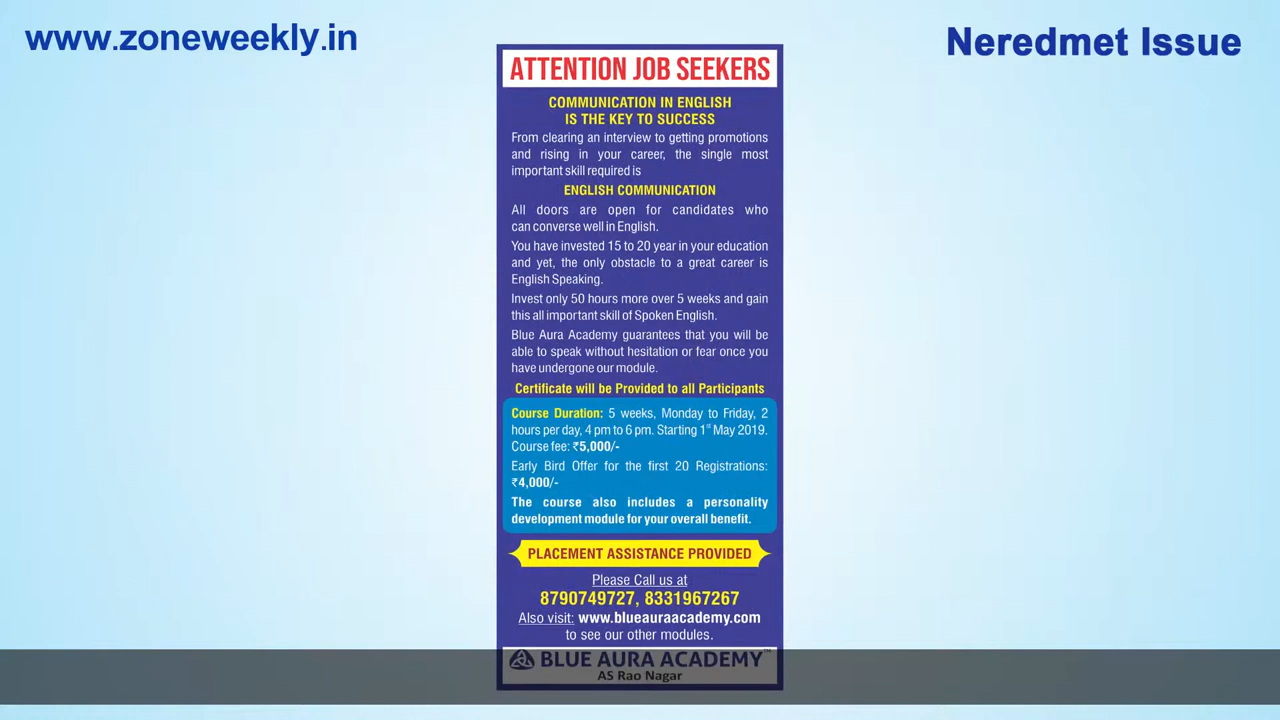 www.zoneweekly.in
Neredmet Issue
ATTENTION JOB SEEKERS
COMMUNICATION IN ENGLISH
IS THE KEY TO SUCCESS
From clearing an interview to getting promotions
and rising in your career, the single most
important skill required is
ENGLISH COMMUNICATION
All doors are open for candidates who
can converse well in English.
You have invested 15 to 20 year in your education
and yet, the only obstacle to a great career is
English Speaking.
Invest only 50 hours more over 5 weeks and gain
this all important skill of Spoken English.
Blue Aura Academy guarantees that you will be
able to speak without hesitation or fear once you
have undergone our module.
Certificate will be Provided to all Participants
Course Duration: 5 weeks, Monday to Friday, 2
hours per day, 4 pm to 6 pm. Starting 1st May 2019.
Course fee: ₹5,000/-
Early Bird Offer for the first 20 Registrations:
₹4,000/-
The course also includes a personality
development module for your overall benefit.
PLACEMENT ASSISTANCE PROVIDED
Please Call us at
8790749727, 8331967267
Also visit: www.blueauraacademy.com
to see our other modules.
BLUE AURA ACADEMY™
AS Rao Nagar